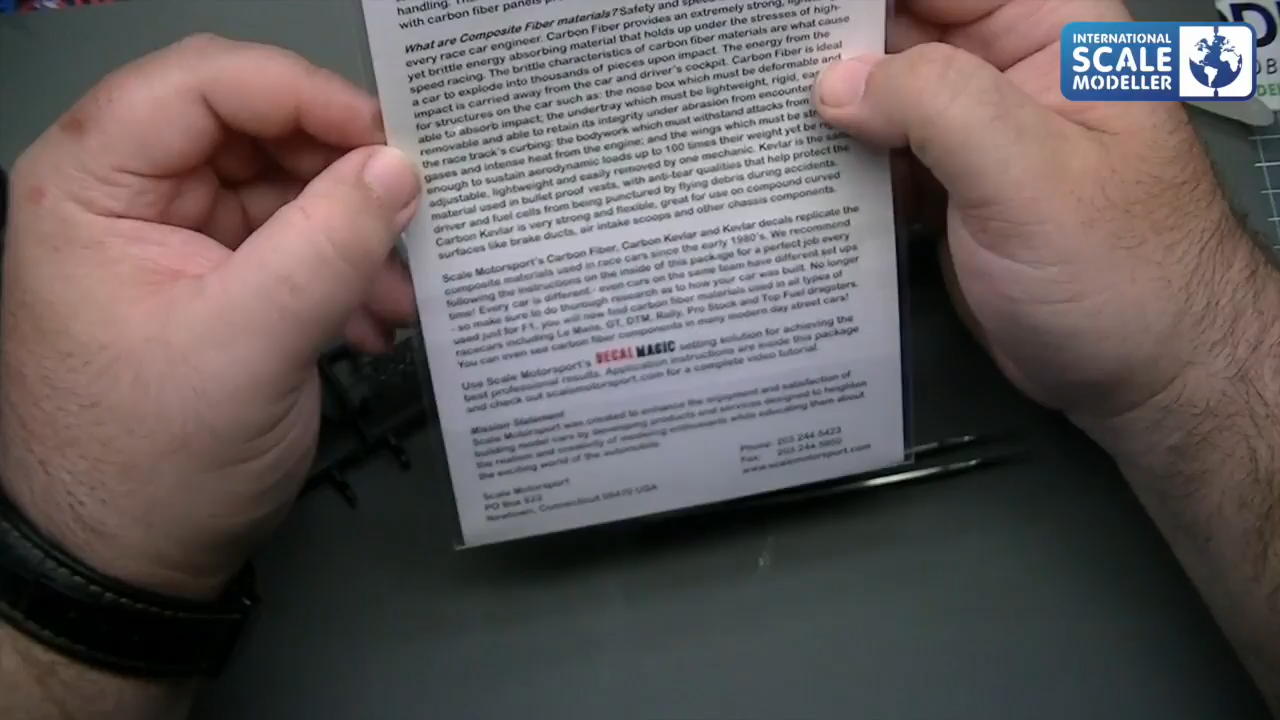 handling.
with carbon fiber panels
What are Composite Fiber materials? Safety and
every race car engineer. Carbon Fiber provides an extremely strong,
yet brittle energy absorbing material that holds up under the stresses of high-
speed racing. The brittle characteristics of carbon fiber materials are what cause
a car to explode into thousands of pieces upon impact. The energy from the
impact is carried away from the car and driver's cockpit. Carbon Fiber is ideal
for structures on the car such as: the nose box which must be deformable and
able to absorb impact; the undertray which must be lightweight, rigid,
removable and able to retain its integrity under abrasion from
the race track's curbing: the bodywork which must withstand attacks from
gases and intense heat from the engine; and the wings which must be
enough to sustain aerodynamic loads up to 100 times their weight yet be
adjustable, lightweight and easily removed by one mechanic. Kevlar is the
material used in bullet proof vests, with anti-tear qualities that help protect the
driver and fuel cells from being punctured by flying debris during accidents.
Carbon Kevlar is very strong and flexible, great for use on compound curved
surfaces like brake ducts, air intake scoops and other chassis components.
Scale Motorsport's Carbon Fiber, Carbon Kevlar and Kevlar decals replicate the
composite materials used in race cars since the early 1980's. We recommend
following the instructions on the inside of this package for a perfect job every
time! Every car is different - even cars on the same team have different set ups
- so make sure to do thorough research as to how your car was built. No longer
used just for F1, you will now find carbon fiber materials used in all types of
racecars including Le Mans, GT, DTM, Rally, Pro Stock and Top Fuel dragsters.
You can even see carbon fiber components in many modern day street cars!
Use Scale Motorsport's DECAL MAGIC setting solution for achieving the
best professional results. Application instructions are inside this package
and check out scalemotorsport.com for a complete video tutorial.
Mission Statement
Scale Motorsport was created to enhance the enjoyment and satisfaction of
building model cars by developing products and services designed to heighten
the realism and creativity of modeling enthusiasts while educating them about
the exciting world of the automobile.
Phone: 203.244.5423
Fax:
www.scalemotorsport.com
Scale Motorsport
PO Box
Newtown, Connecticut 06470 USA
INTERNATIONAL
SCALE
MODELLER